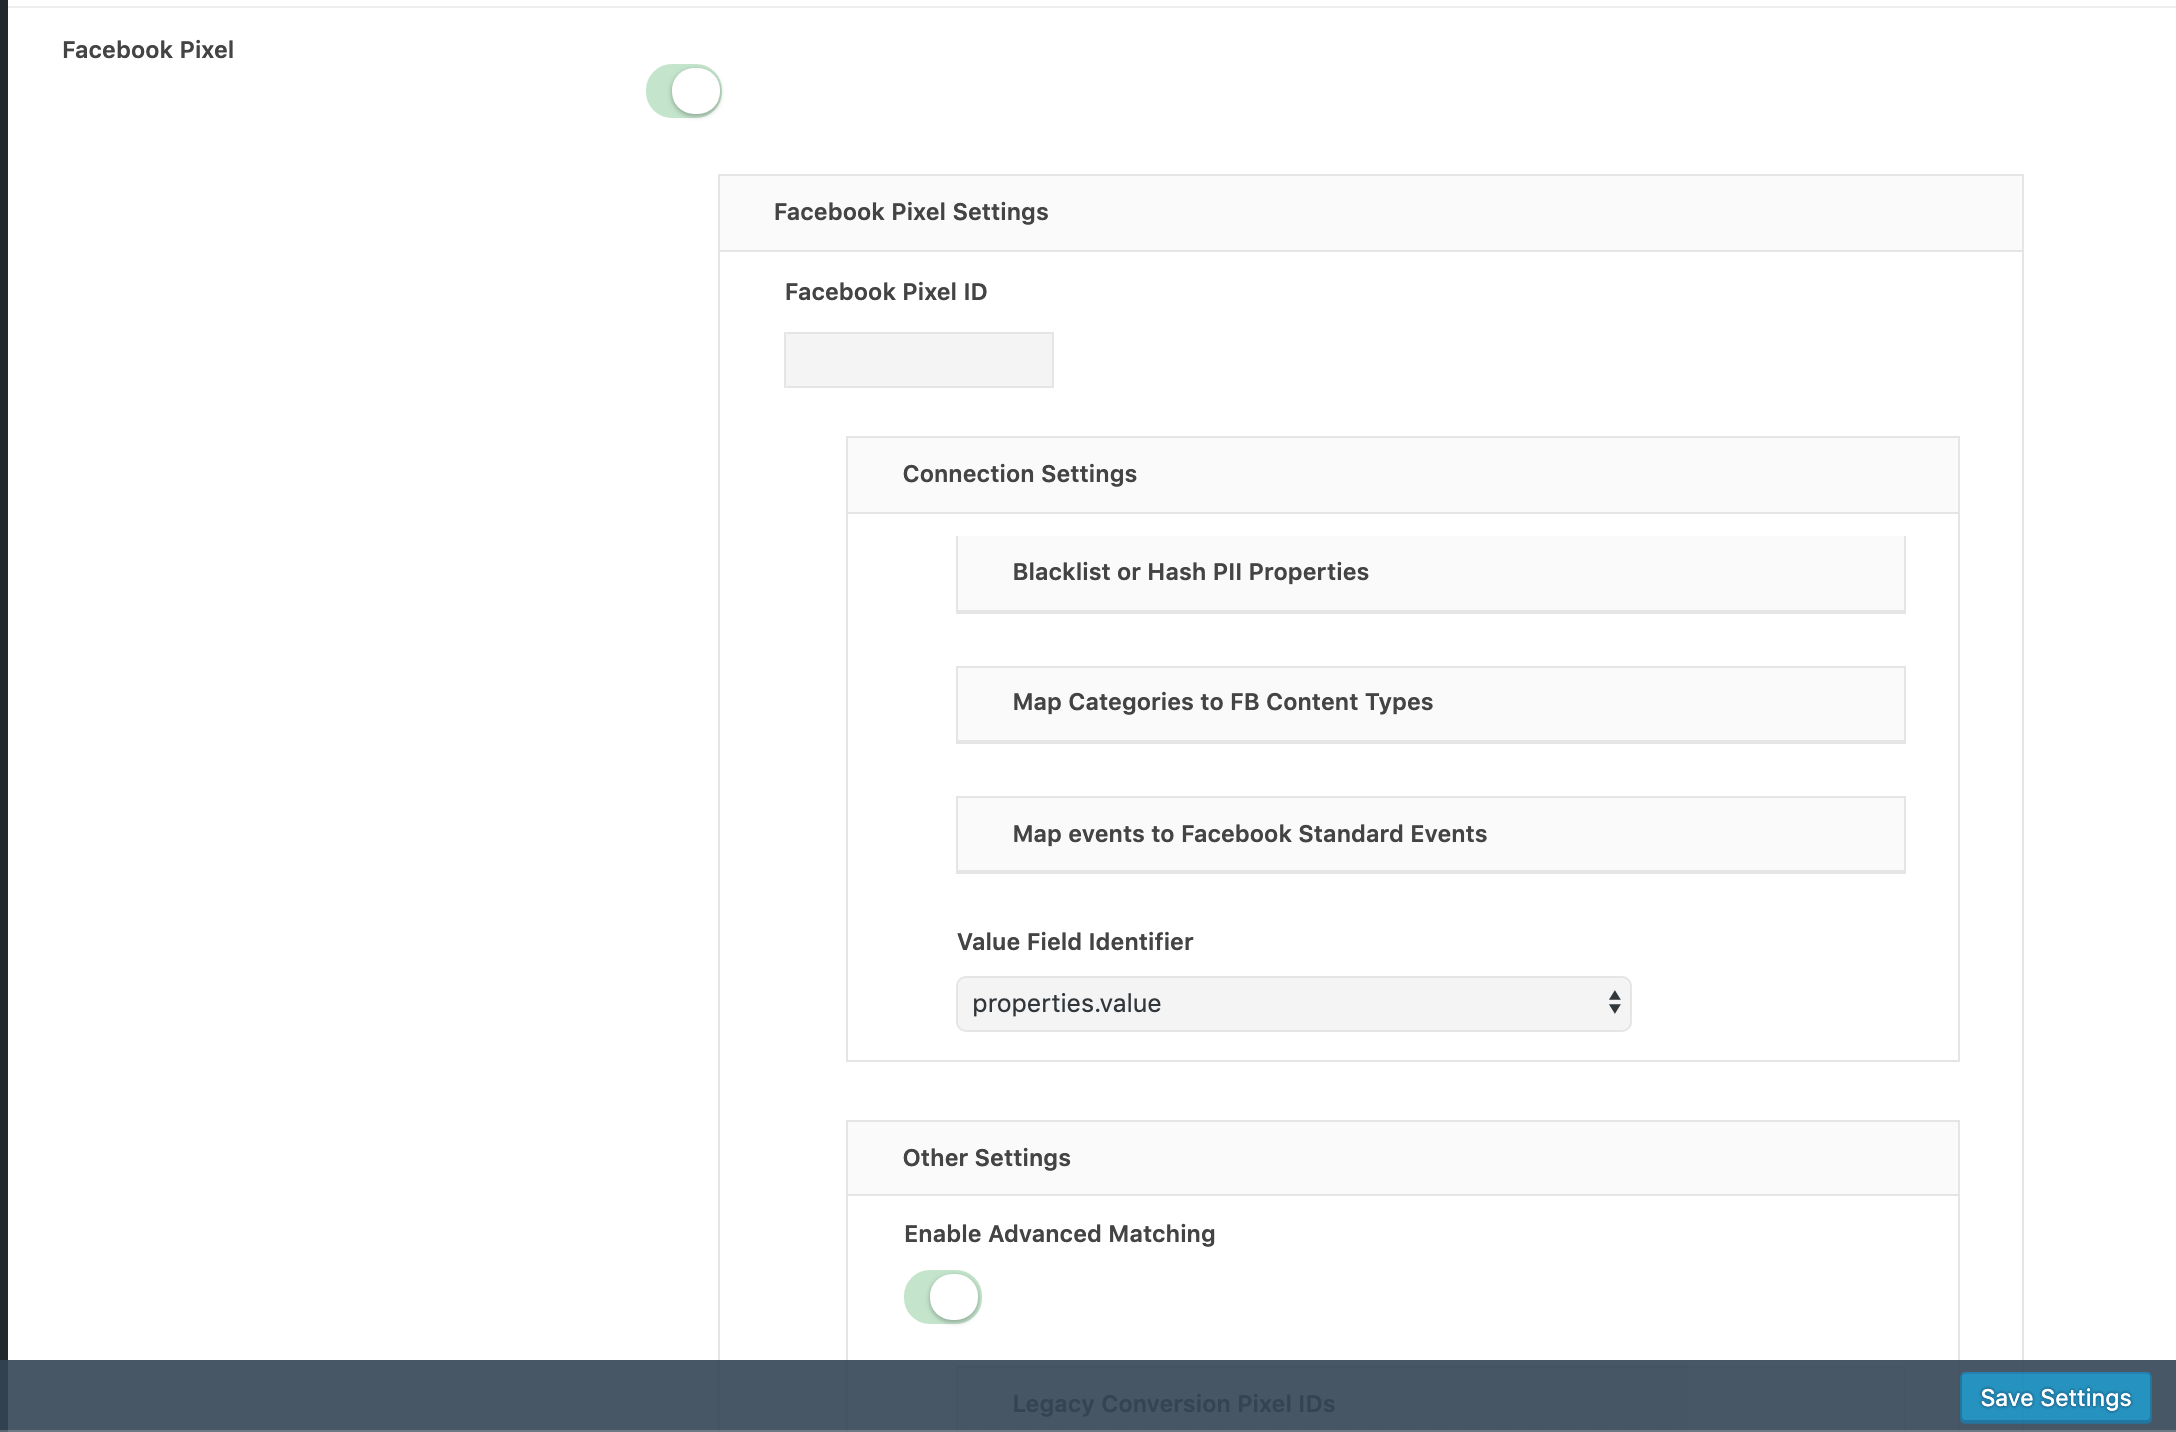 Facebook Pixel
Facebook Pixel Settings
Facebook Pixel ID
Connection Settings
Blacklist or Hash PII Properties
Map Categories to FB Content Types
Map events to Facebook Standard Events
Value Field Identifier
properties.value
Other Settings
Enable Advanced Matching
Legacy Conversion Pixel IDs
Save Settings